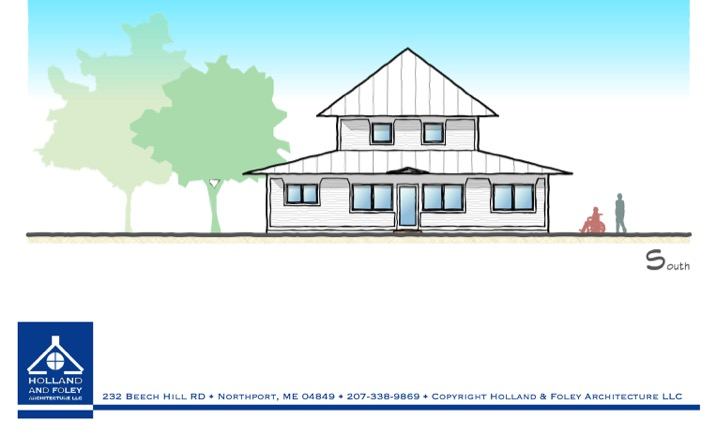 South
HOLLAND
AND FOLEY
ARCHITECTURE LLC
232 Beech Hill RD • Northport, ME 04849 • 207-338-9869 • Copyright Holland & Foley Architecture LLC